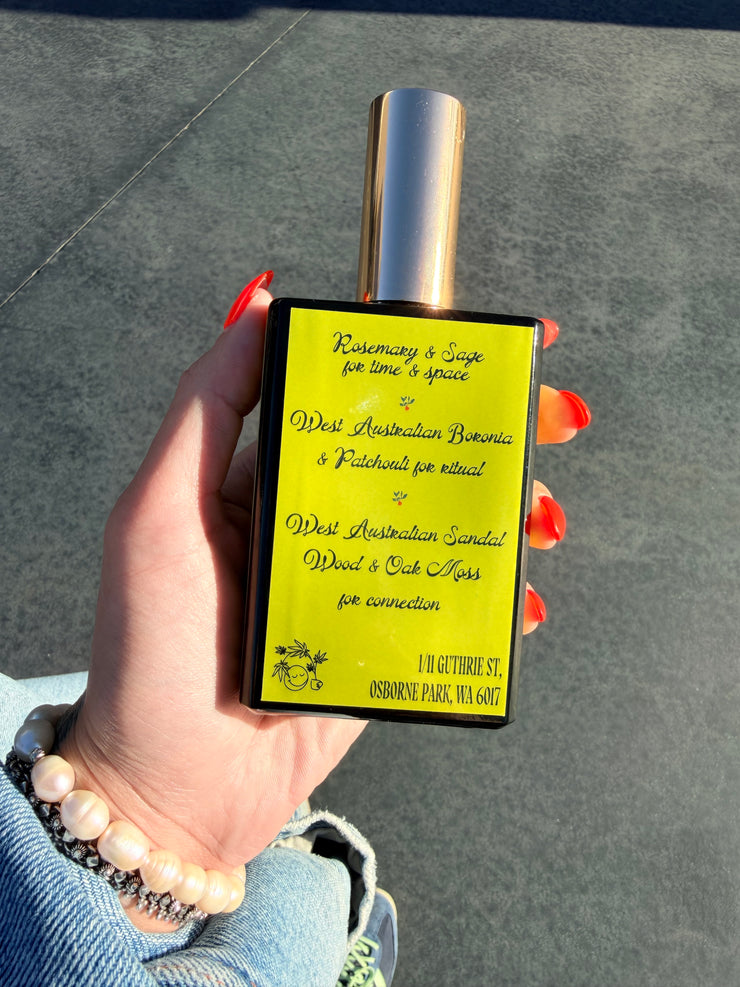 Rosemary & Sage
for time & space
West Australian Boronia
& Patchouli for ritual
West Australian Sandal
Wood & Oak Moss
for connection
1/11 GUTHRIE ST,
OSBORNE PARK, WA 6017